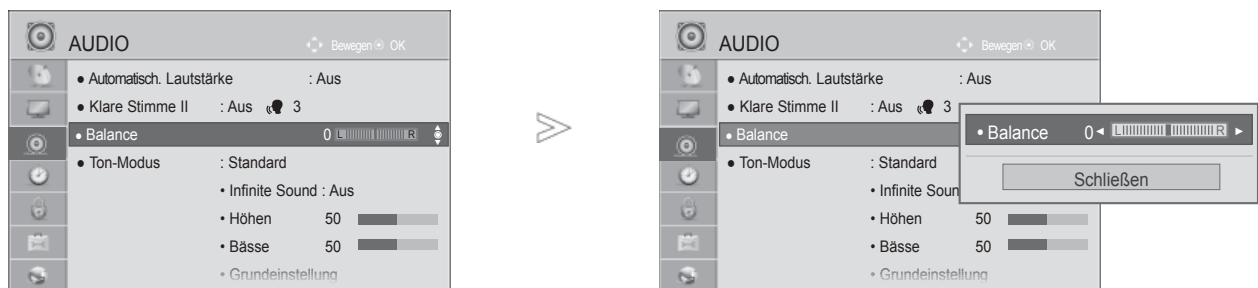 AUDIO Bewegen OK
• Automatisch. Lautstärke : Aus
• Klare Stimme II : Aus 3
• Balance 0 L R
• Ton-Modus : Standard
• Infinite Sound : Aus
• Höhen 50
• Bässe 50
• Grundeinstellung
>
AUDIO Bewegen OK
• Automatisch. Lautstärke : Aus
• Klare Stimme II : Aus 3
• Balance
• Ton-Modus : Standard
• Infinite Soun
• Höhen 50
• Bässe 50
• Grundeinstellung
• Balance 0 ◄ L R ►
Schließen